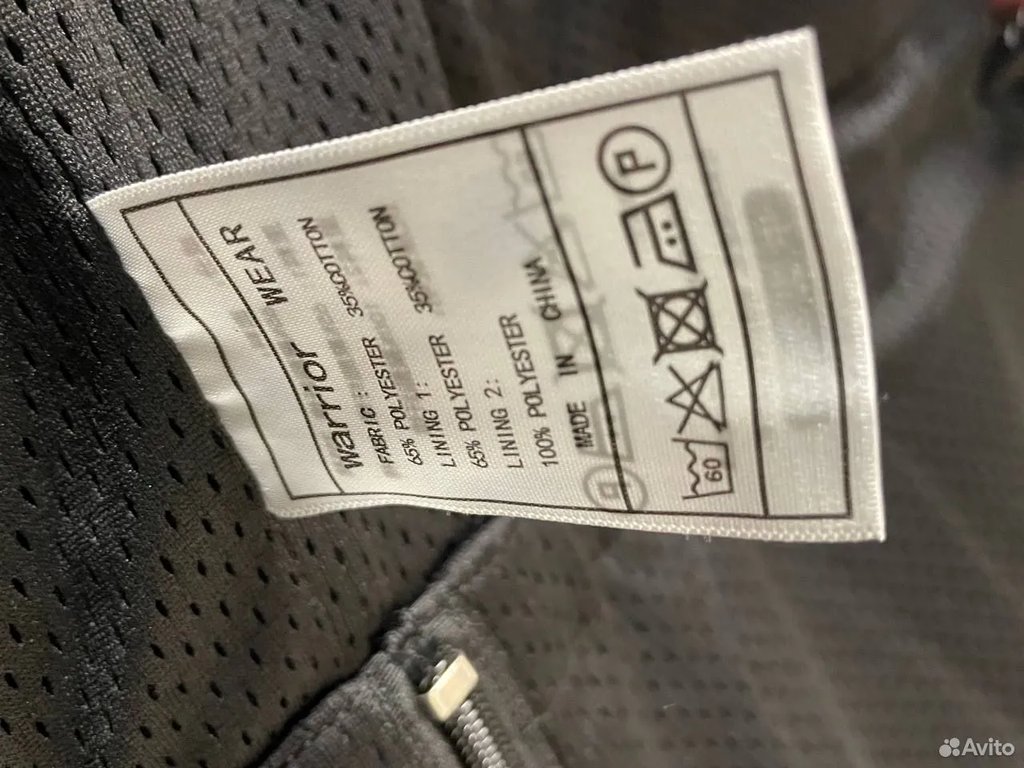 Warrior WEAR
FABRIC : 35%COTTON
65% POLYESTER
LINING 1: 35%COTTON
65% POLYESTER
LINING 2:
100% POLYESTER
MADE IN CHINA
60
P
Avito